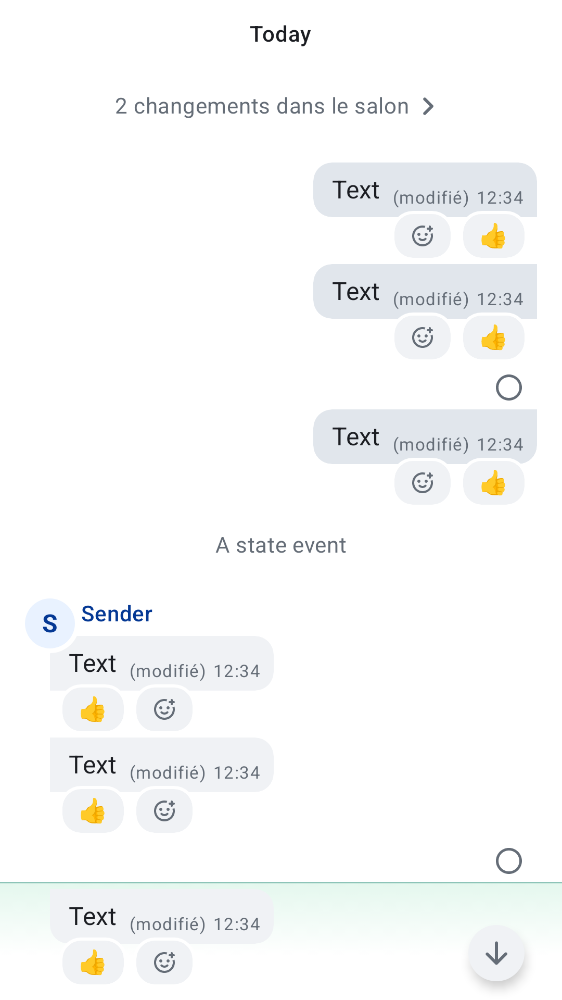 Today
2 changements dans le salon
Text (modifié) 12:34
👍
Text (modifié) 12:34
👍
Text (modifié) 12:34
👍
A state event
S Sender
Text (modifié) 12:34
👍
Text (modifié) 12:34
👍
Text (modifié) 12:34
👍